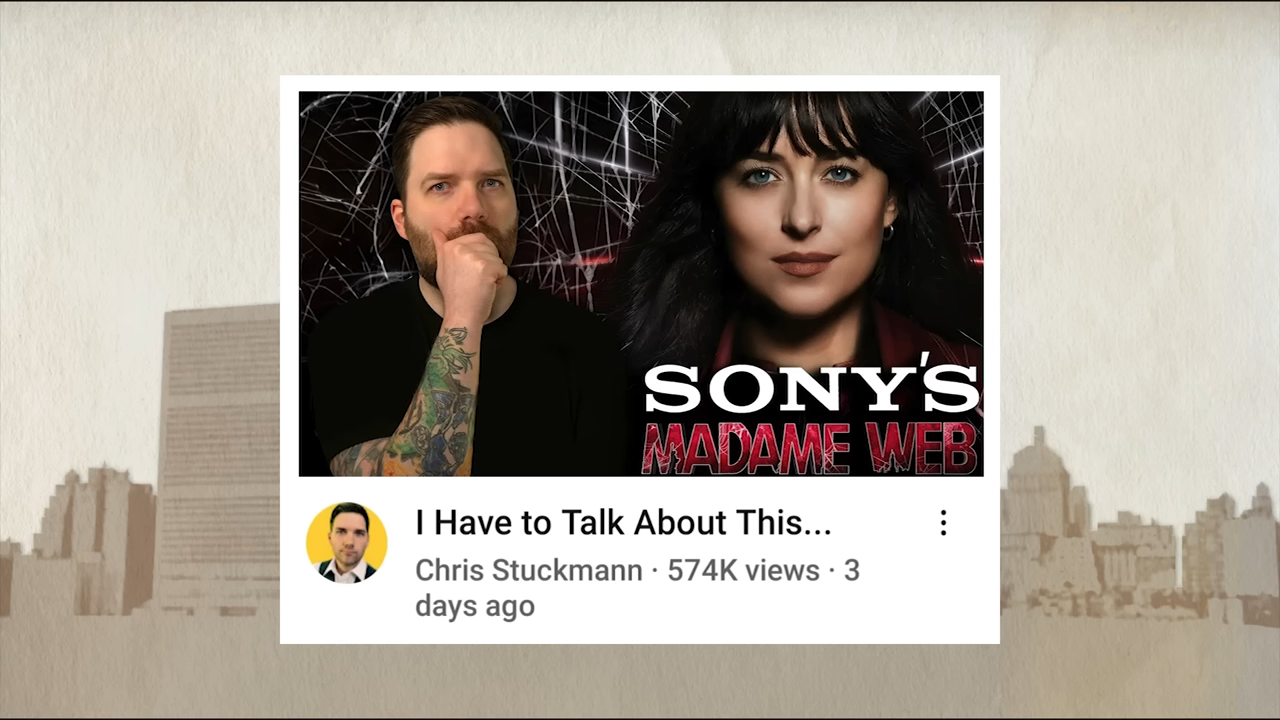 SONY'S
MADAME WEB
I Have to Talk About This...
Chris Stuckmann · 574K views · 3
days ago